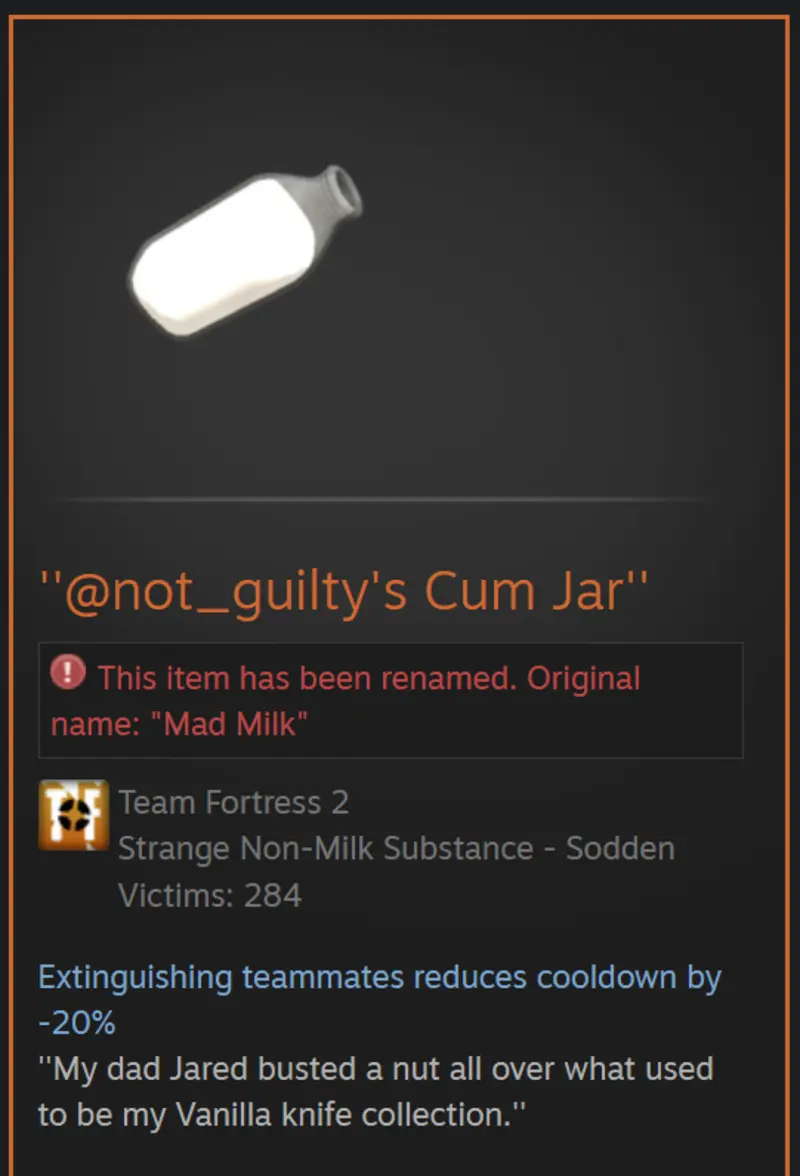 ''@not_guilty's Cum Jar''
This item has been renamed. Original
name: "Mad Milk"
Team Fortress 2
Strange Non-Milk Substance - Sodden
Victims: 284
Extinguishing teammates reduces cooldown by
-20%
''My dad Jared busted a nut all over what used
to be my Vanilla knife collection.''